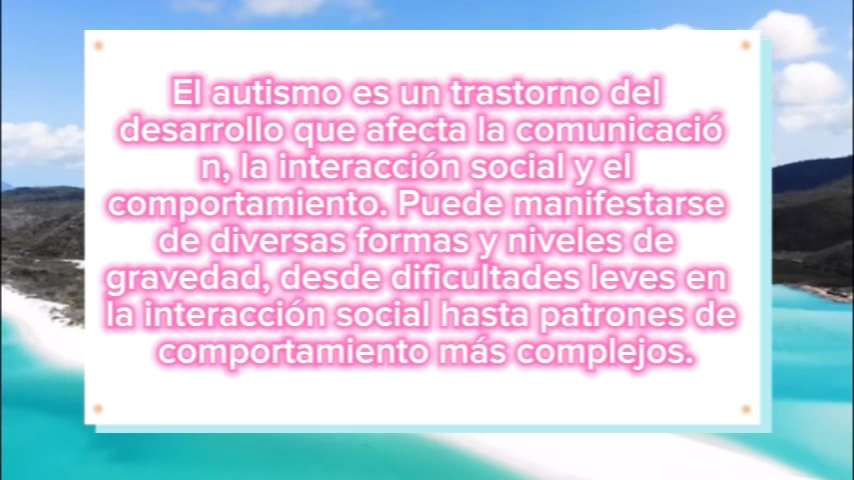 El autismo es un trastorno del
desarrollo que afecta la comunicació
n, la interacción social y el
comportamiento. Puede manifestarse
de diversas formas y niveles de
gravedad, desde dificultades leves en
la interacción social hasta patrones de
comportamiento más complejos.